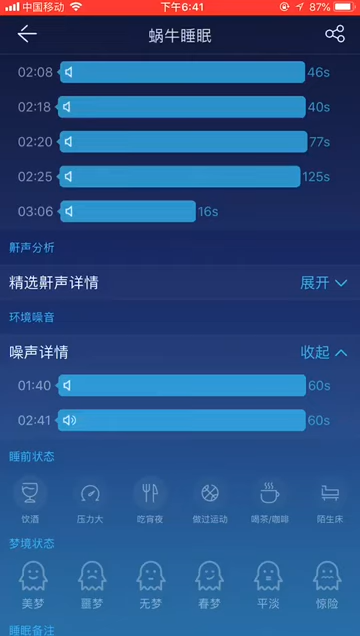 中国移动 下午6:41 87%
蜗牛睡眠
02:08 46s
02:18 40s
02:20 77s
02:25 125s
03:06 16s
鼾声分析
精选鼾声详情 展开
环境噪音
噪声详情 收起
01:40 60s
02:41 60s
睡前状态
饮酒 压力大 吃宵夜 做过运动 喝茶/咖啡 陌生床
梦境状态
美梦 噩梦 无梦 春梦 平淡 惊险
睡眠备注